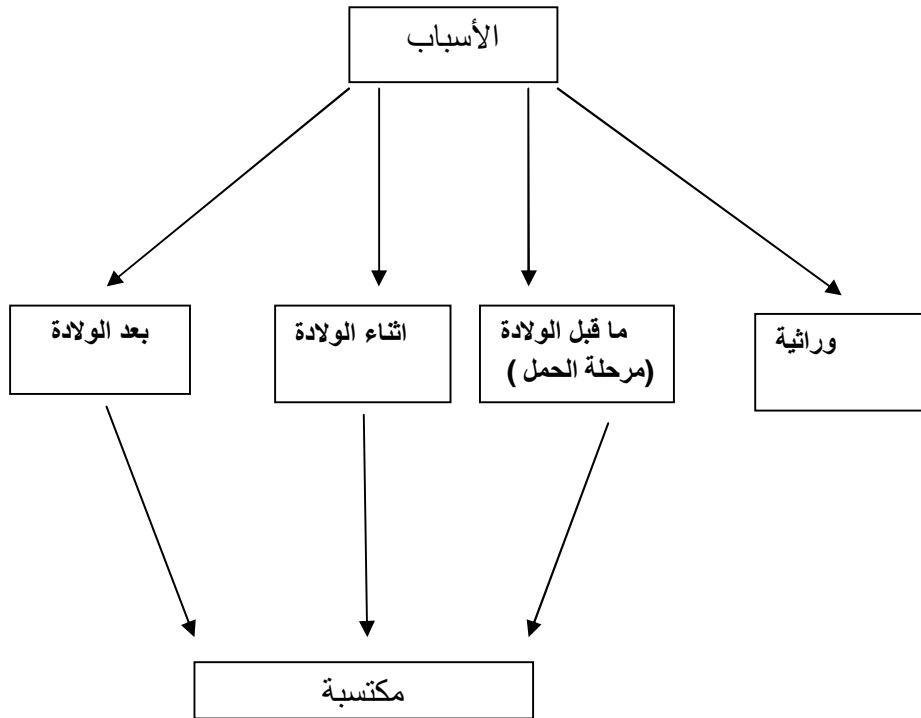 الأسباب
وراثية
ما قبل الولادة
(مرحلة الحمل )
اثناء الولادة
بعد الولادة
مكتسبة